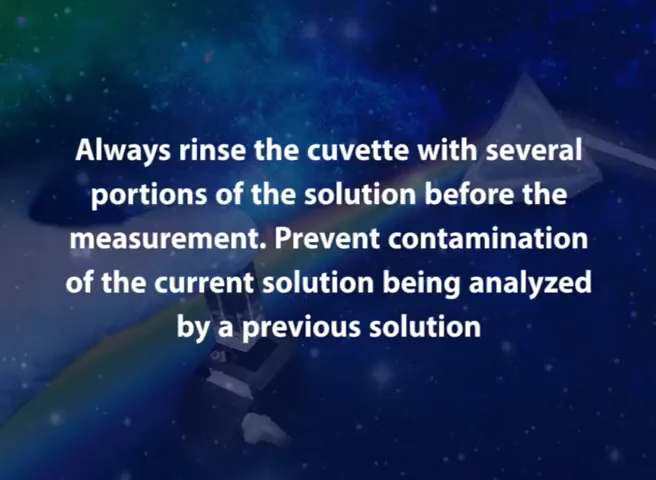 Always rinse the cuvette with several
portions of the solution before the
measurement. Prevent contamination
of the current solution being analyzed
by a previous solution